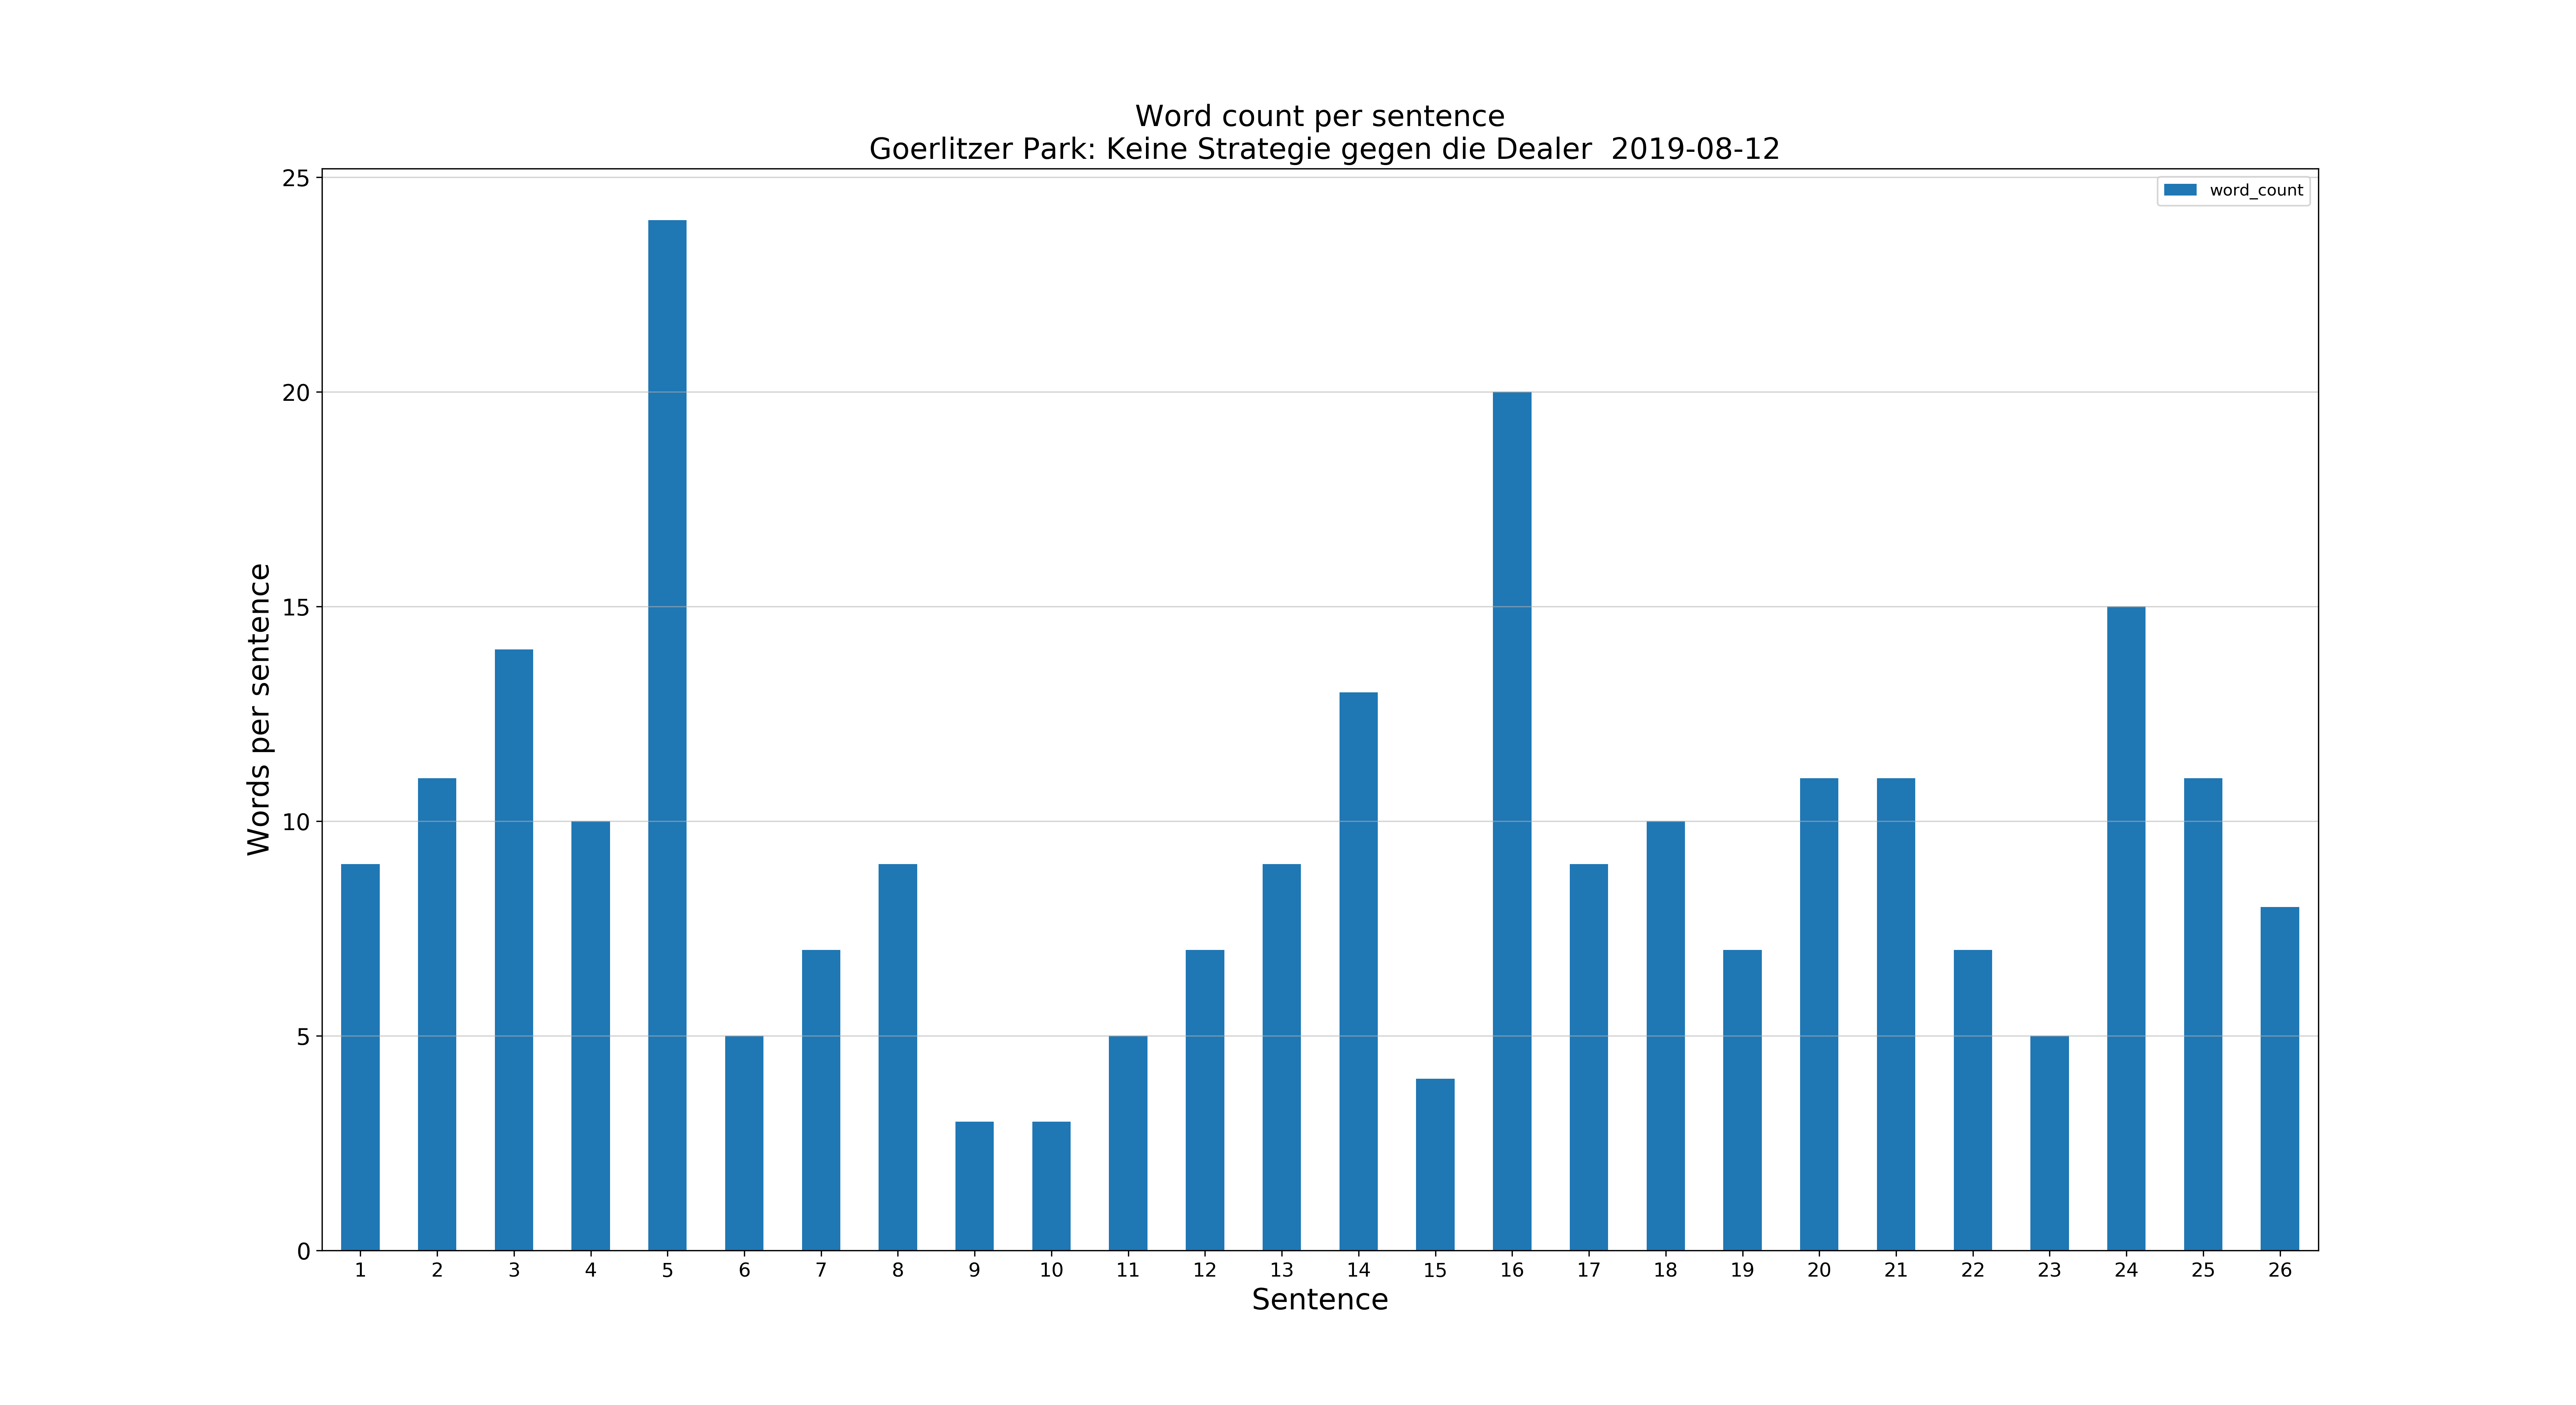 Word count per sentence
Goerlitzer Park: Keine Strategie gegen die Dealer  2019-08-12
word_count
25
20
15
10
5
0
Words per sentence
1 2 3 4 5 6 7 8 9 10 11 12 13 14 15 16 17 18 19 20 21 22 23 24 25 26
Sentence